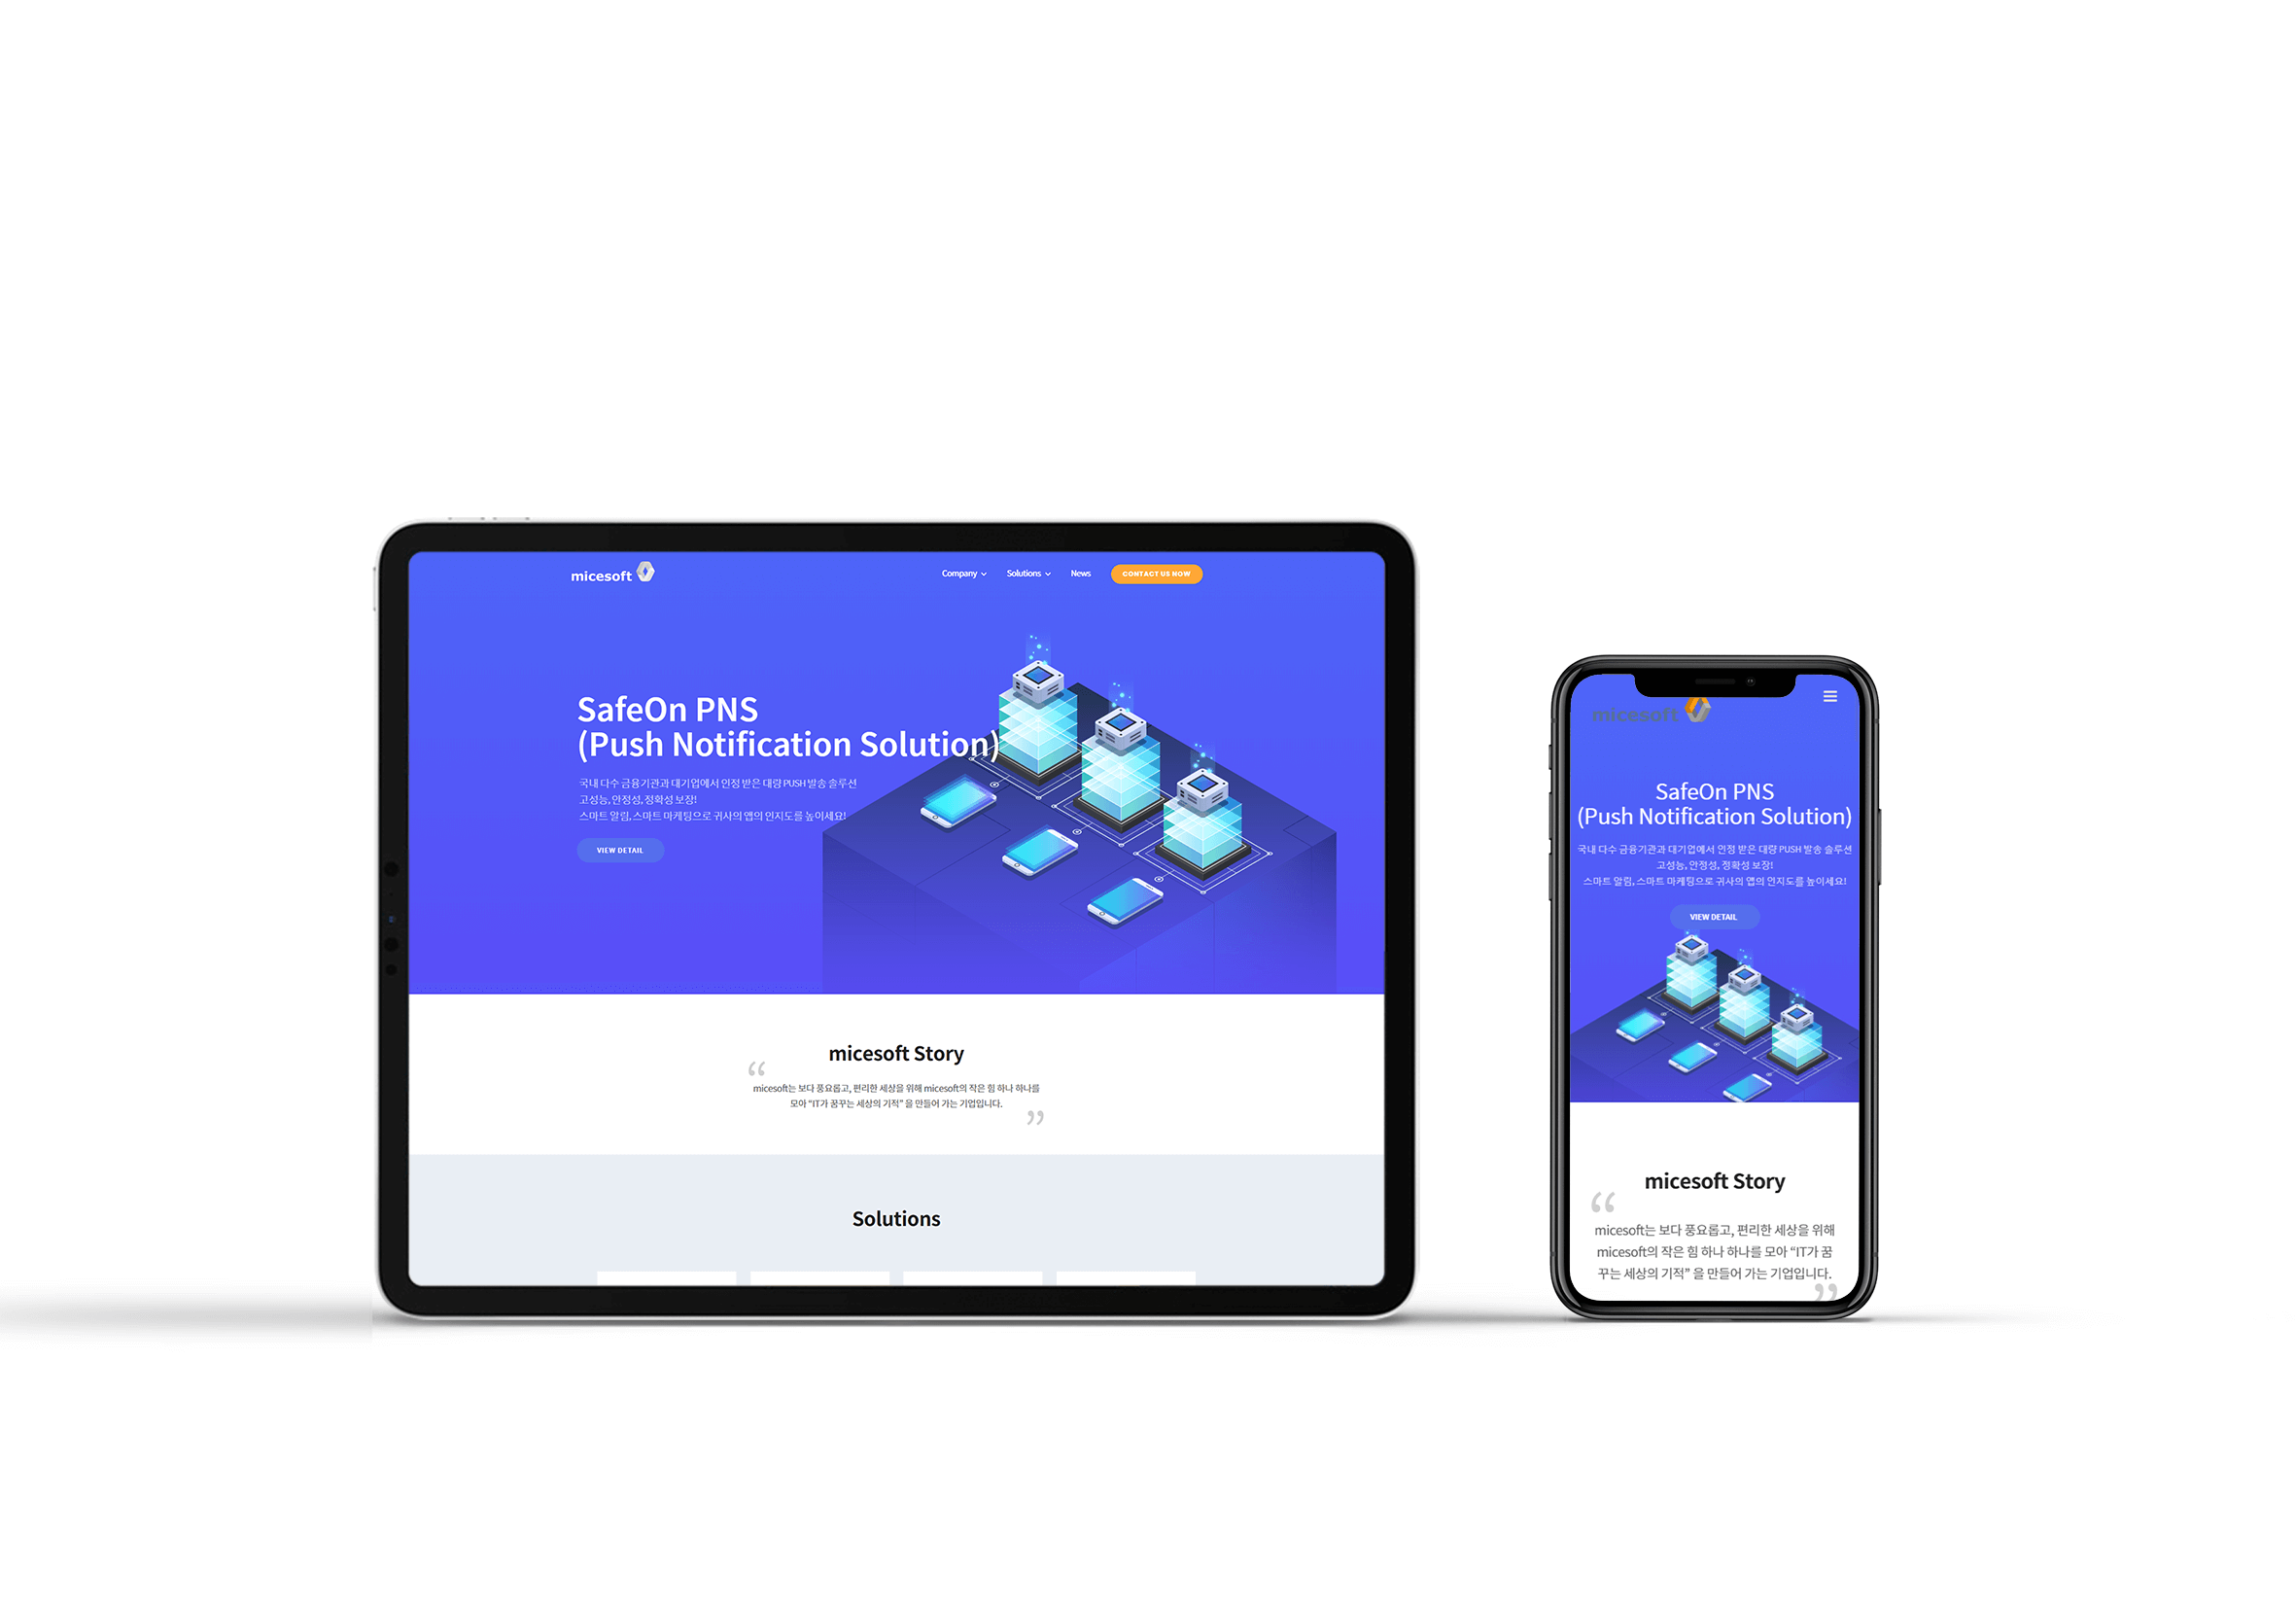 micesoft
Company
Solutions
News
CONTACT US NOW
SafeOn PNS
(Push Notification Solution)
국내 다수 금융기관과 대기업에서 인정 받은 대량 PUSH 발송 솔루션
고성능, 안정성, 정확성 보장!
스마트 알림, 스마트 마케팅으로 귀사의 앱의 인지도를 높이세요!
VIEW DETAIL
micesoft Story
“
micesoft는 보다 풍요롭고, 편리한 세상을 위해 micesoft의 작은 힘 하나 하나를
모아 “IT가 꿈꾸는 세상의 기적” 을 만들어 가는 기업입니다.
”
Solutions
micesoft
SafeOn PNS
(Push Notification Solution)
국내 다수 금융기관과 대기업에서 인정 받은 대량 PUSH 발송 솔루션
고성능, 안정성, 정확성 보장!
스마트 알림, 스마트 마케팅으로 귀사의 앱의 인지도를 높이세요!
VIEW DETAIL
micesoft Story
“
micesoft는 보다 풍요롭고, 편리한 세상을 위해
micesoft의 작은 힘 하나 하나를 모아 “IT가 꿈
꾸는 세상의 기적” 을 만들어 가는 기업입니다.
”